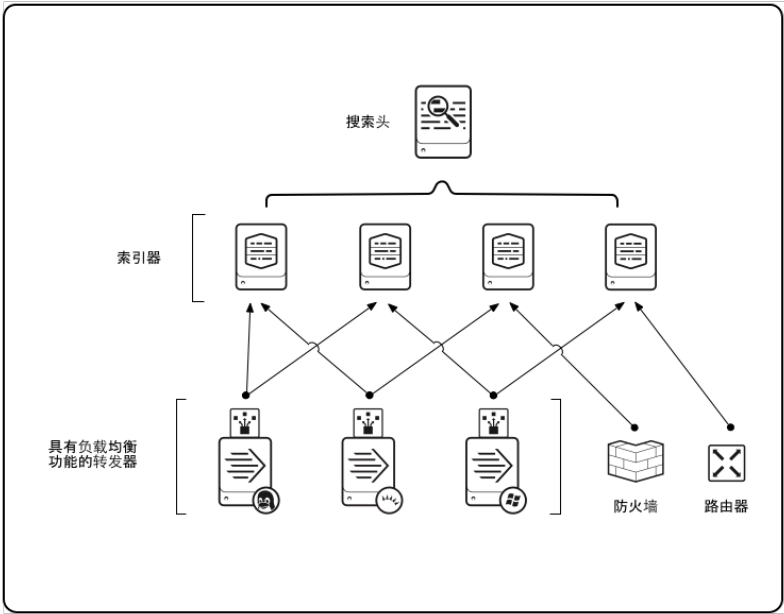 搜索头
索引器
具有负载均衡
功能的转发器
防火墙
路由器